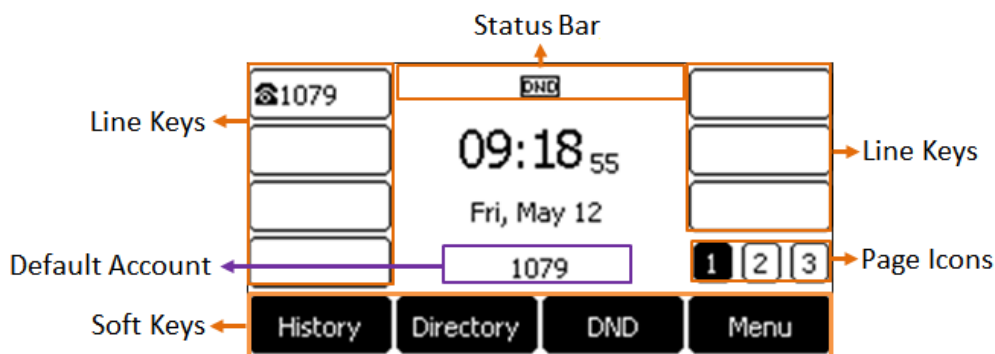 Status Bar
DND
☎1079
Line Keys
09:18 55
Line Keys
Fri, May 12
Default Account
1079
1 2 3
Page Icons
Soft Keys
History Directory DND Menu